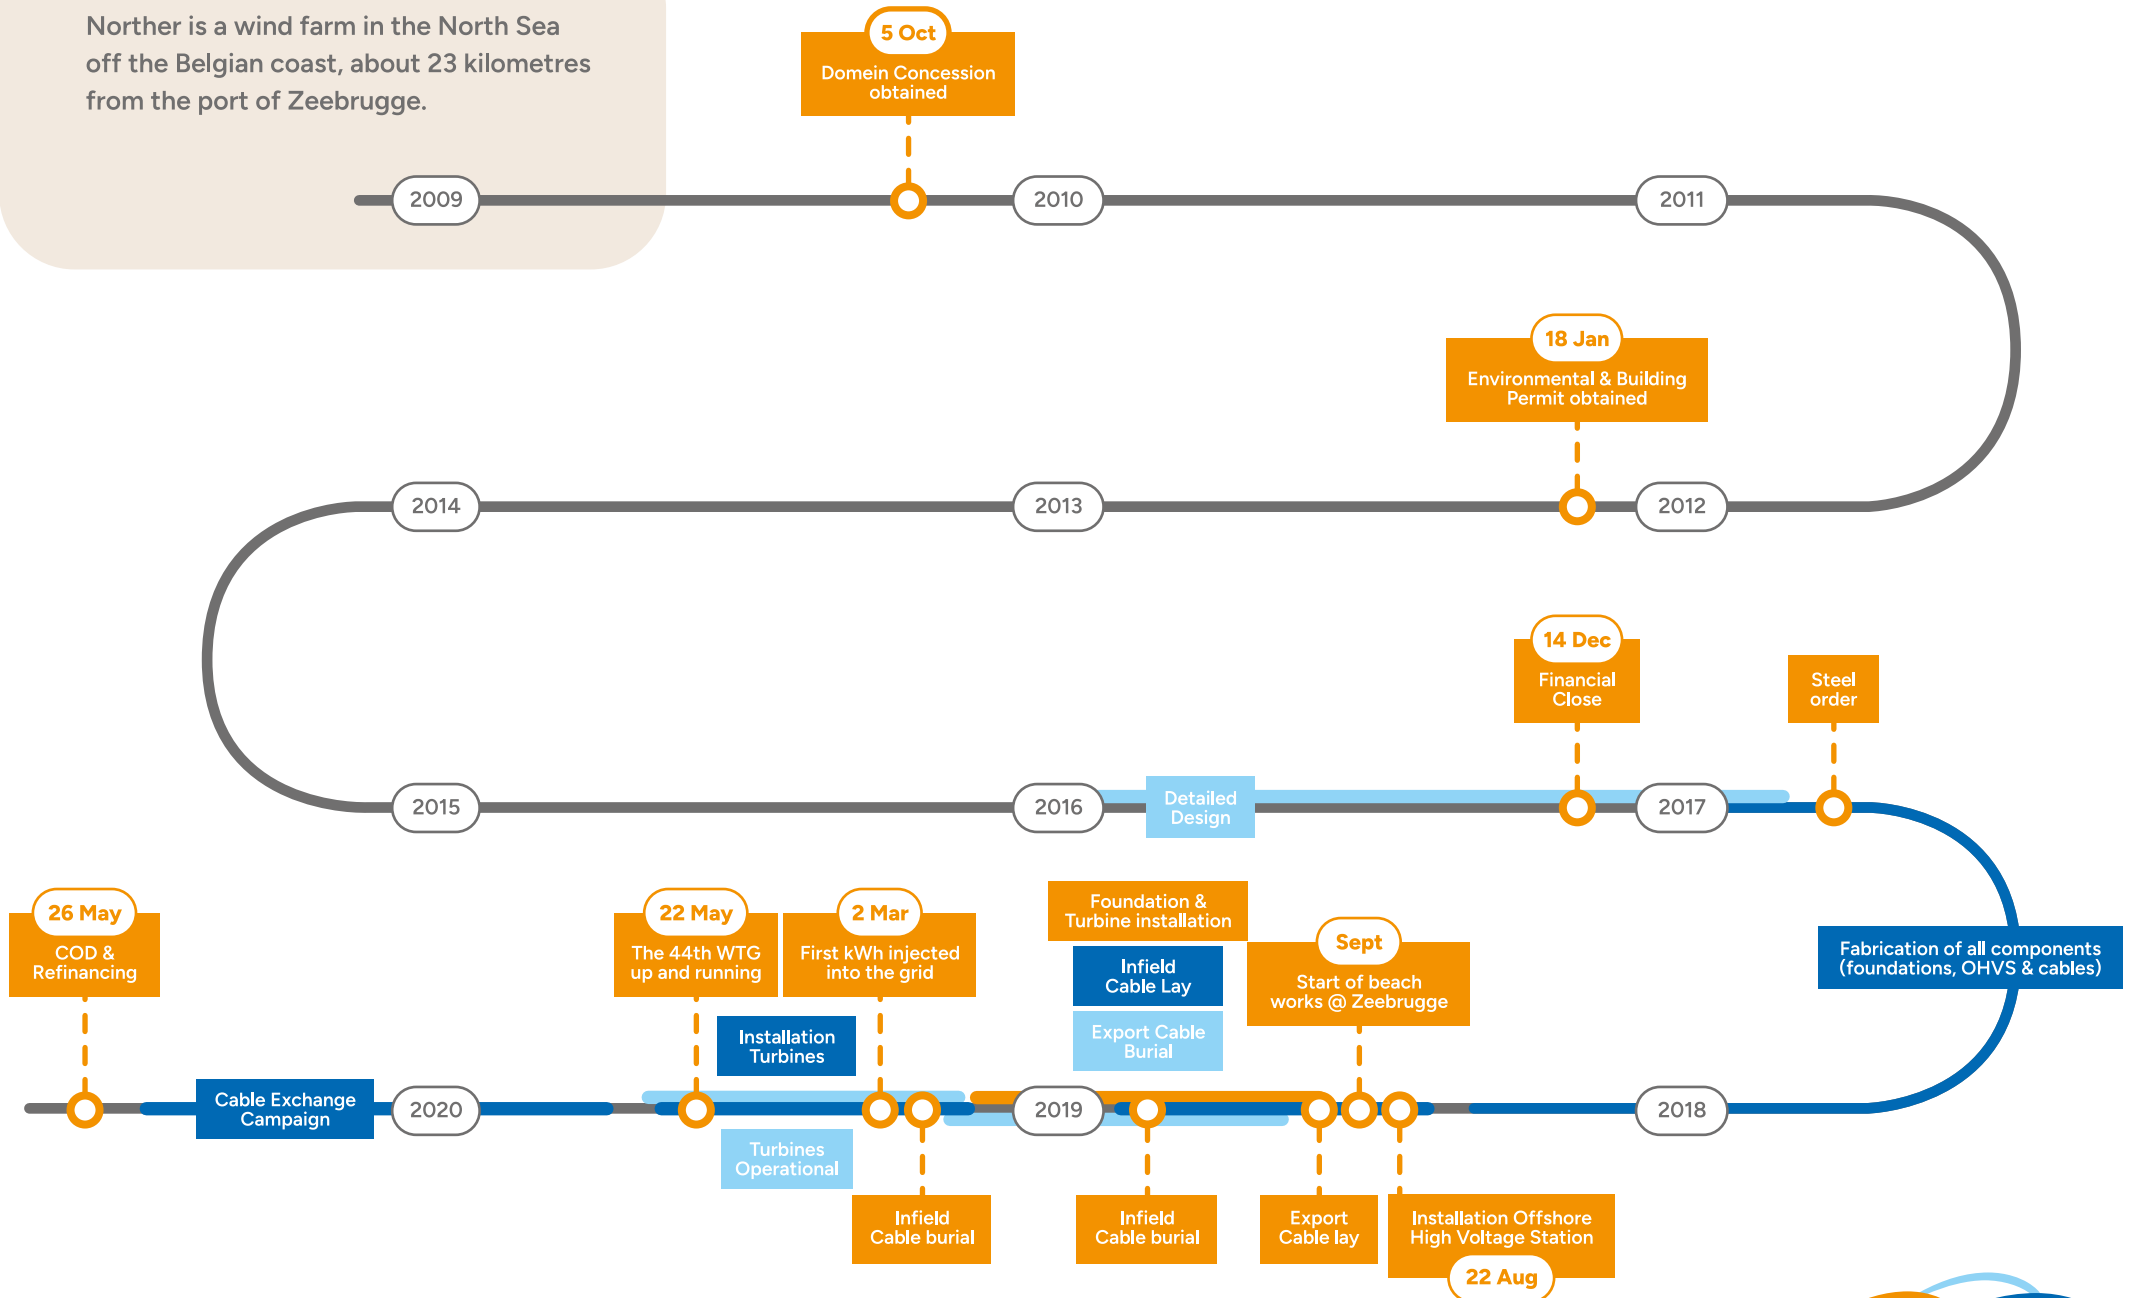 Norther is a wind farm in the North Sea
off the Belgian coast, about 23 kilometres
from the port of Zeebrugge.
5 Oct
Domein Concession
obtained
2009
2010
2011
18 Jan
Environmental & Building
Permit obtained
2014
2013
2012
14 Dec
Financial
Close
Steel
order
2015
2016
Detailed
Design
2017
26 May
COD &
Refinancing
22 May
The 44th WTG
up and running
2 Mar
First kWh injected
into the grid
Foundation &
Turbine installation
Infield
Cable Lay
Export Cable
Burial
Sept
Start of beach
works @ Zeebrugge
Fabrication of all components
(foundations, OHVS & cables)
Installation
Turbines
Cable Exchange
Campaign
2020
2019
2018
Turbines
Operational
Infield
Cable burial
Infield
Cable burial
Export
Cable lay
Installation Offshore
High Voltage Station
22 Aug